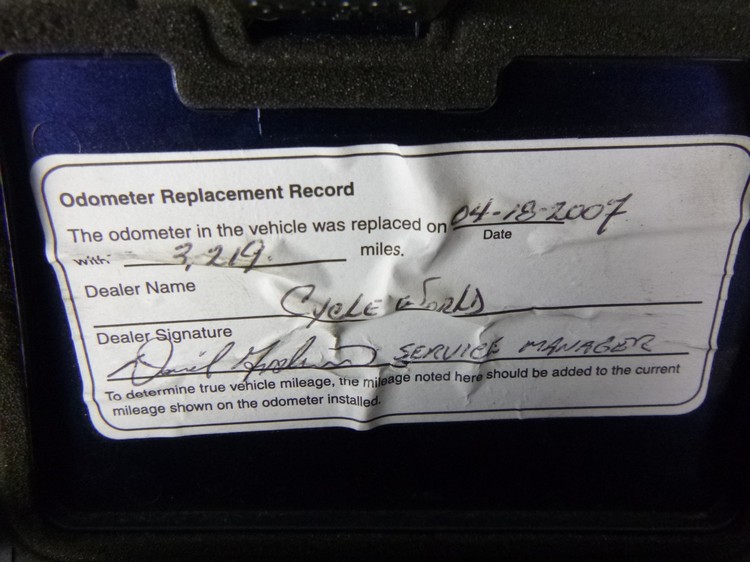 Odometer Replacement Record
The odometer in the vehicle was replaced on 04-18-2007
Date
with 3,219. miles.
Dealer Name
Cycle World
Dealer Signature
SERVICE MANAGER
To determine true vehicle mileage, the mileage noted here should be added to the current
mileage shown on the odometer installed.